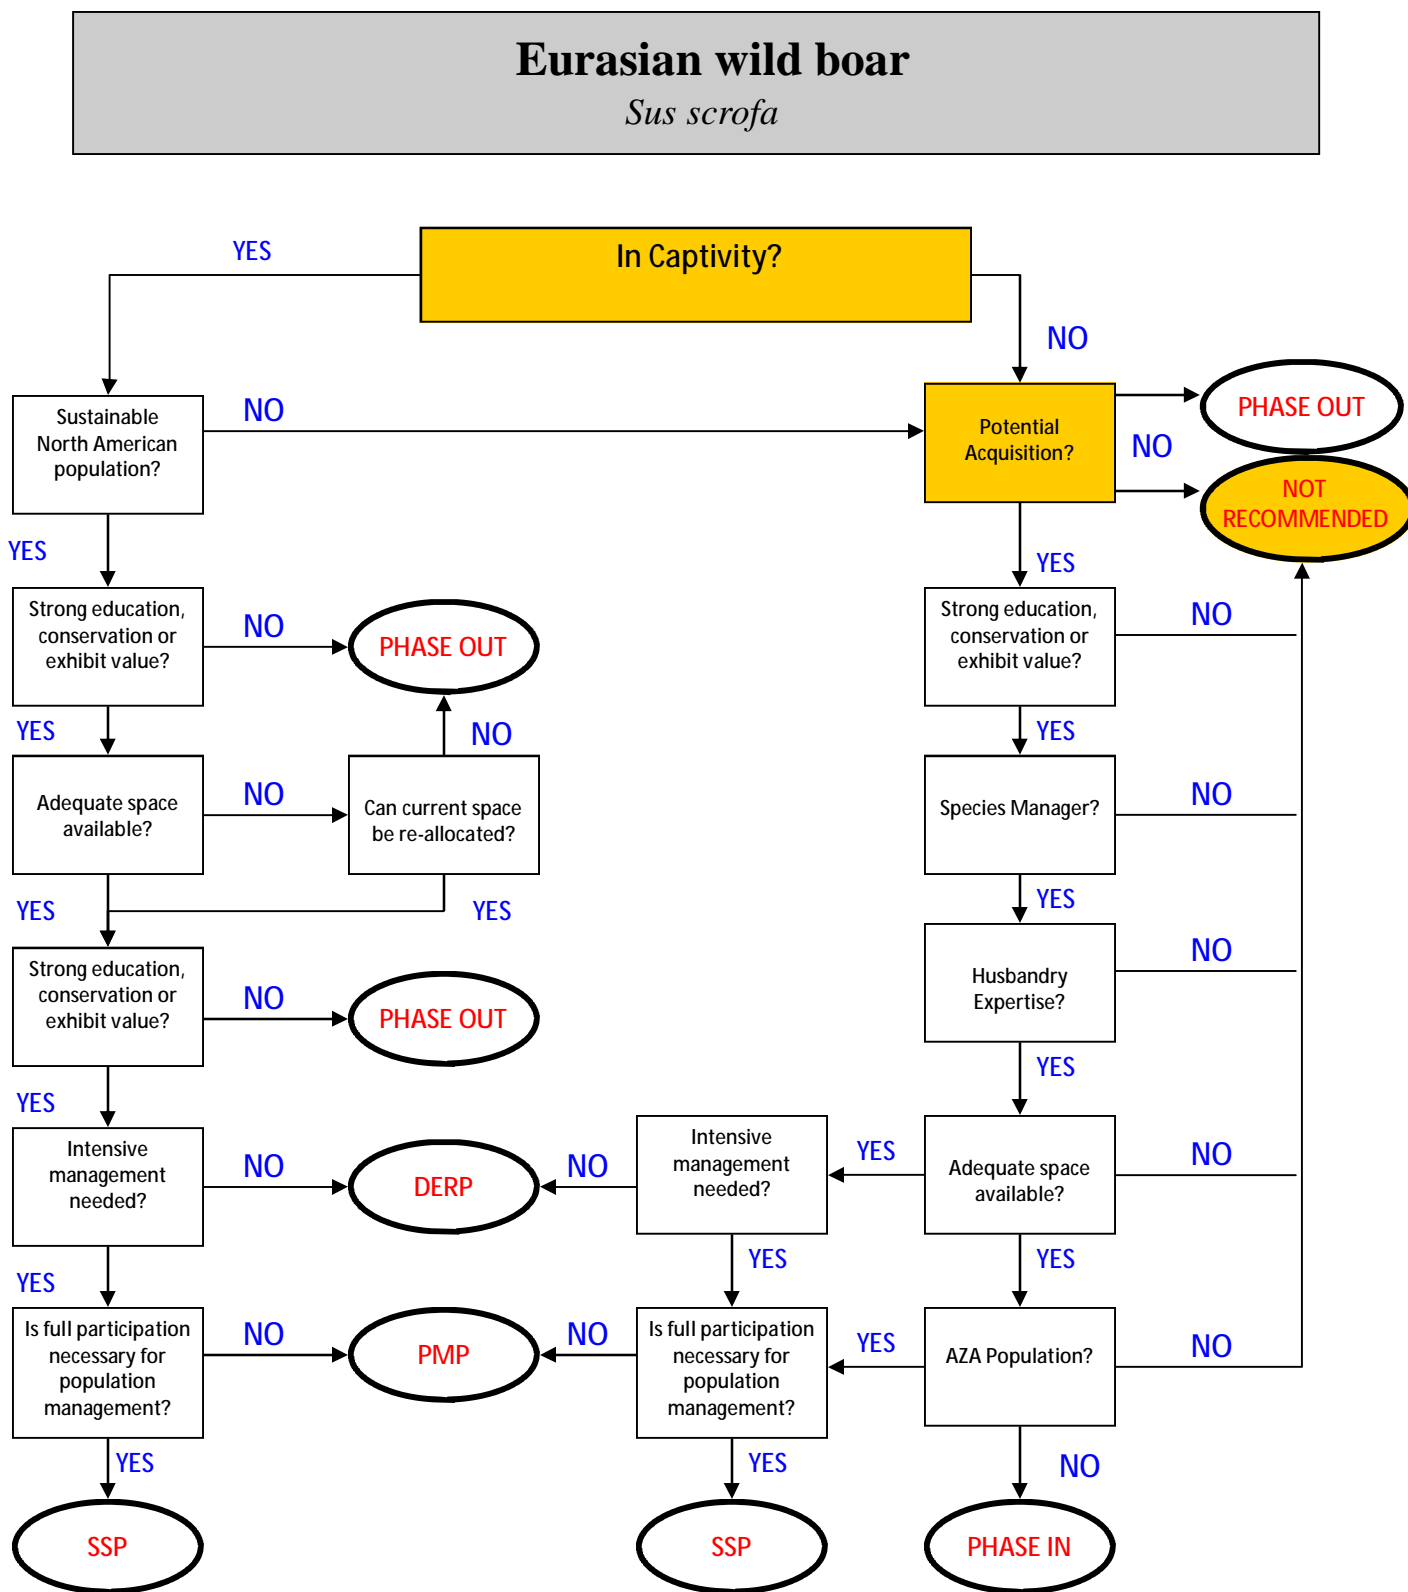 Eurasian wild boar
Sus scrofa
YES
In Captivity?
NO
Sustainable
North American
population?
NO
Potential
Acquisition?
NO
PHASE OUT
NOT
RECOMMENDED
YES
YES
Strong education,
conservation or
exhibit value?
NO
PHASE OUT
Strong education,
conservation or
exhibit value?
NO
YES
NO
YES
Adequate space
available?
NO
Can current space
be re-allocated?
Species Manager?
NO
YES
YES
YES
Strong education,
conservation or
exhibit value?
NO
PHASE OUT
Husbandry
Expertise?
NO
YES
YES
Intensive
management
needed?
NO
DERP
NO
Intensive
management
needed?
YES
Adequate space
available?
NO
YES
YES
YES
Is full participation
necessary for
population
management?
NO
PMP
NO
Is full participation
necessary for
population
management?
YES
AZA Population?
NO
YES
YES
NO
SSP
SSP
PHASE IN